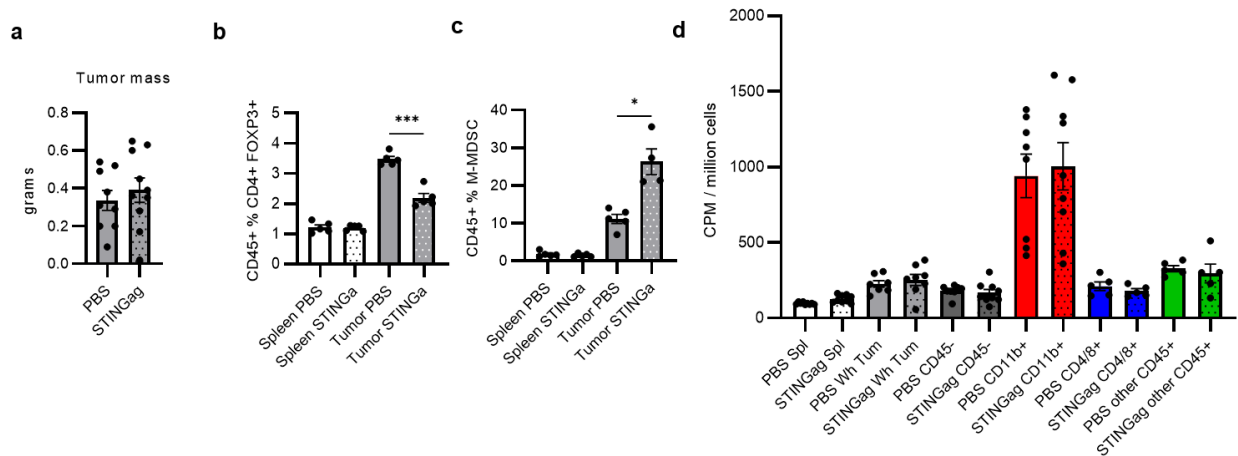 a
Tumor mass
grams
0.8
0.6
0.4
0.2
0.0
PBS
STINGag
b
CD45+ % CD4+ FOXP3+
5
4
3
2
1
0
***
Spleen PBS
Spleen STINGa
Tumor PBS
Tumor STINGa
c
CD45+ % M-MDSC
40
30
20
10
0
*
Spleen PBS
Spleen STINGa
Tumor PBS
Tumor STINGa
d
CPM / million cells
2000
1500
1000
500
0
PBS Spl
STINGag Spl
PBS Wh Tum
STINGag Wh Tum
PBS CD45-
STINGag CD45-
PBS CD11b+
STINGag CD11b+
PBS CD4/8+
STINGag CD4/8+
PBS other CD45+
STINGag other CD45+